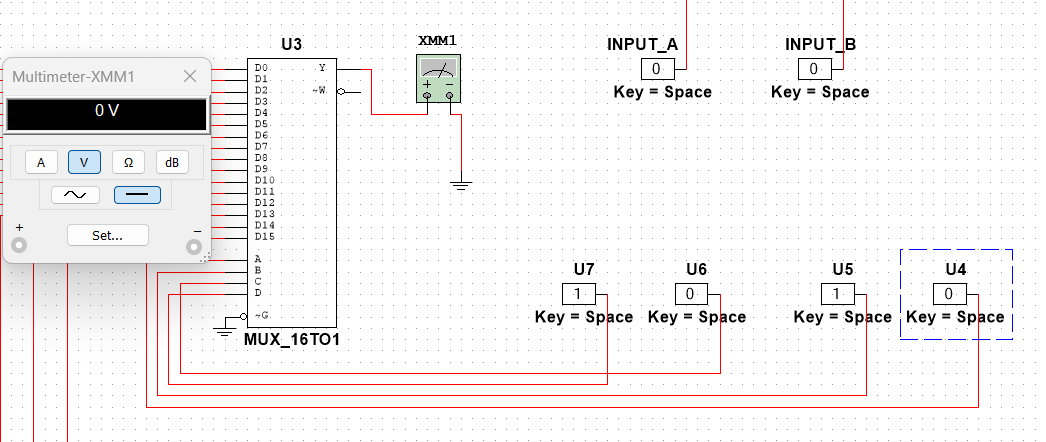 U3
XMM1
INPUT_A
INPUT_B
Multimeter-XMM1
0 V
A
V
Ω
dB
+
−
Set...
D0
D1
D2
D3
D4
D5
D6
D7
D8
D9
D10
D11
D12
D13
D14
D15
A
B
C
D
~G
Y
~W
MUX_16TO1
+
−
0
Key = Space
0
Key = Space
U7
1
Key = Space
U6
0
Key = Space
U5
1
Key = Space
U4
0
Key = Space